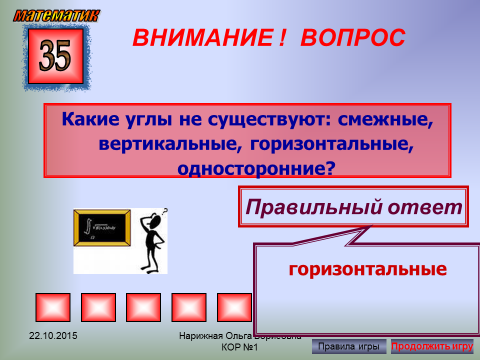 математик
35
ВНИМАНИЕ ! ВОПРОС
Какие углы не существуют: смежные,
вертикальные, горизонтальные,
односторонние?
Правильный ответ
горизонтальные
22.10.2015
Нарижная Ольга Борисовна
КОР №1
Правила игры
Продолжить игру